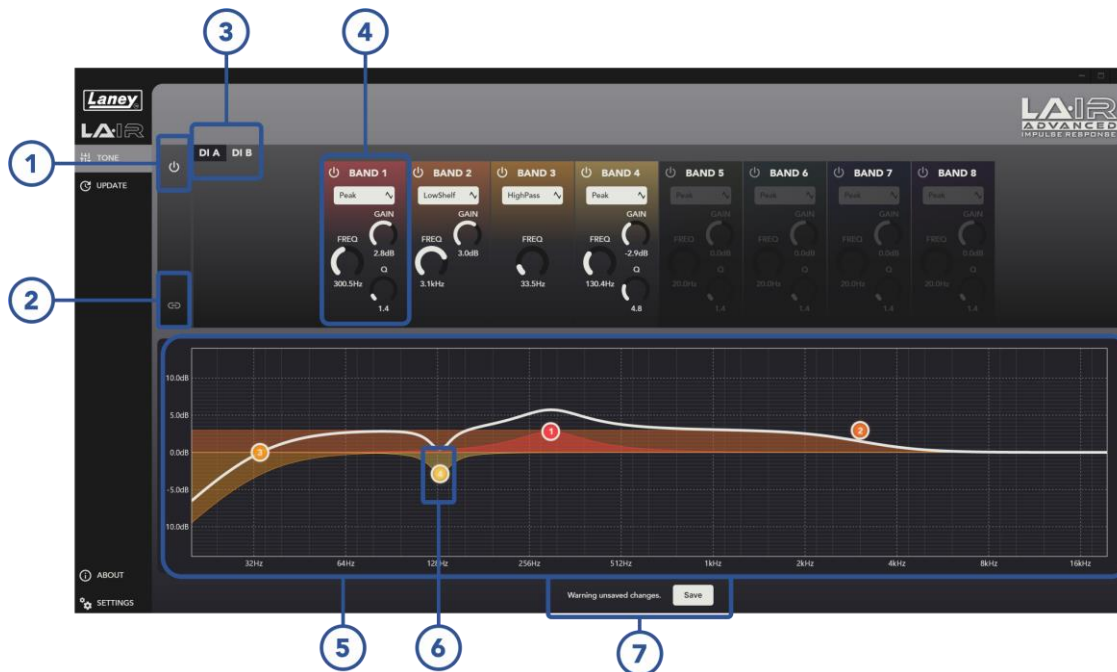 3
4
Laney
LA·IR
LA·IR
ADVANCED
IMPULSE RESPONSE
1
TONE
DI A DI B
UPDATE
BAND 1 BAND 2 BAND 3 BAND 4 BAND 5 BAND 6 BAND 7 BAND 8
Peak LowShelf HighPass Peak Peak Peak Peak Peak
GAIN GAIN GAIN GAIN GAIN GAIN GAIN
FREQ FREQ FREQ FREQ FREQ FREQ FREQ FREQ
2.8dB 3.0dB -2.9dB 0.0dB 0.0dB 0.0dB 0.0dB
Q Q Q Q Q Q
300.5Hz 3.1kHz 33.5Hz 130.4Hz 20.0Hz 20.0Hz 20.0Hz 20.0Hz
1.4 4.8 1.4 1.4 1.4 1.4
2
10.0dB
5.0dB
1 2
0.0dB 3
4
-5.0dB
10.0dB
32Hz 64Hz 128Hz 256Hz 512Hz 1kHz 2kHz 4kHz 8kHz 16kHz
ABOUT
Warning unsaved changes. Save
SETTINGS
5 6 7